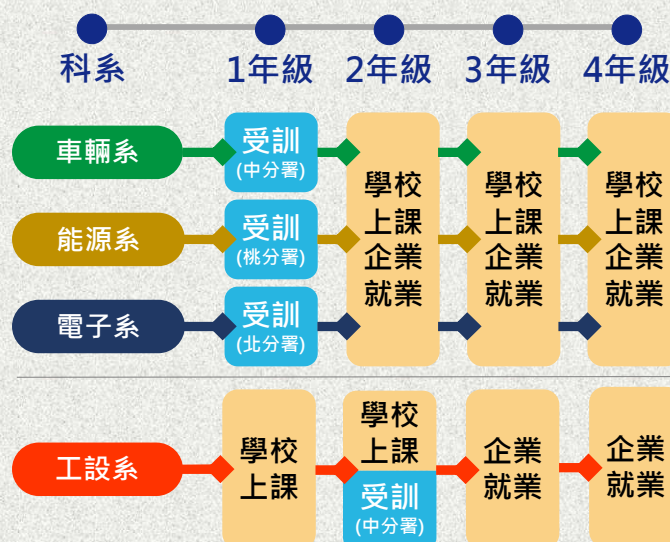 科系 1年級 2年級 3年級 4年級
車輛系
受訓
(中分署)
能源系
受訓
(桃分署)
電子系
受訓
(北分署)
學校
上課
企業
就業
學校
上課
企業
就業
學校
上課
企業
就業
工設系
學校
上課
學校
上課
受訓
(中分署)
企業
就業
企業
就業